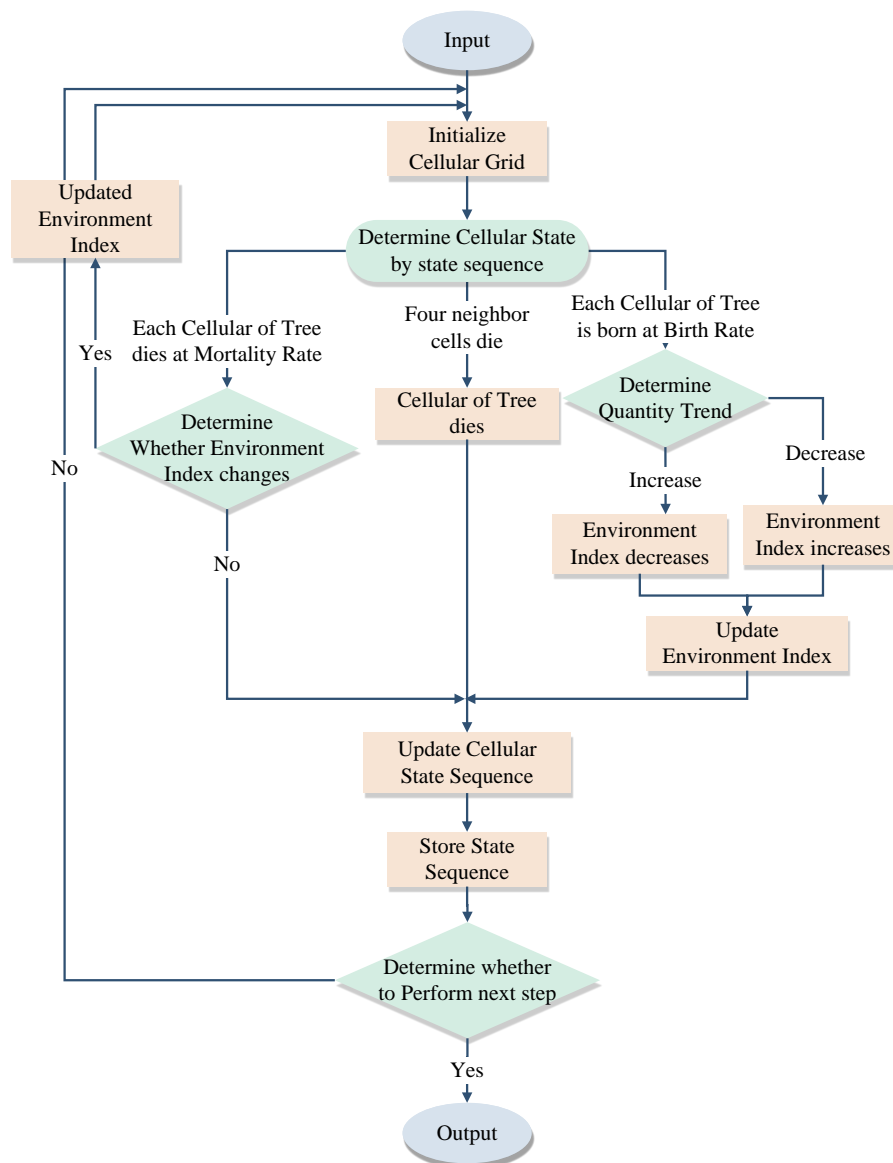 Input
Initialize
Cellular Grid
Updated
Environment
Index
Determine Cellular State
by state sequence
Each Cellular of Tree
dies at Mortality Rate
Four neighbor
cells die
Each Cellular of Tree
is born at Birth Rate
Yes
Determine
Whether Environment
Index changes
Cellular of Tree
dies
Determine
Quantity Trend
No
Decrease
Increase
No
Environment
Index decreases
Environment
Index increases
Update
Environment Index
Update Cellular
State Sequence
Store State
Sequence
Determine whether
to Perform next step
Yes
Output